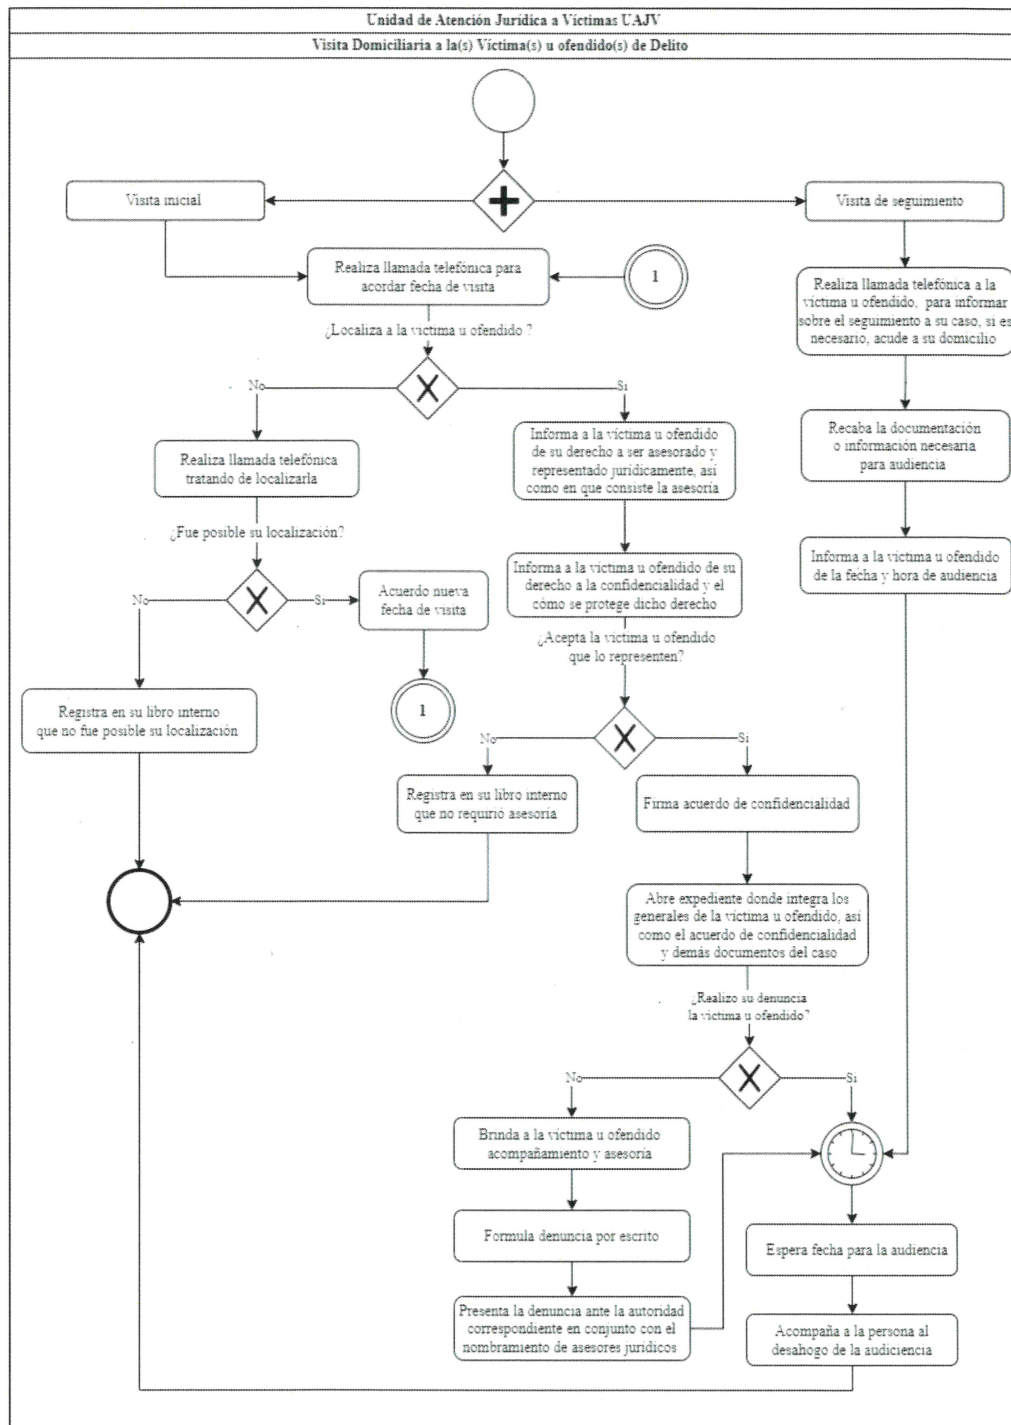 Unidad de Atención Jurídica a Víctimas UAJV
Visita Domiciliaria a la(s) Víctima(s) u ofendido(s) de Delito
Visita inicial
Visita de seguimiento
Realiza llamada telefónica para
acordar fecha de visita
1
Realiza llamada telefónica a la
víctima u ofendido, para informar
sobre el seguimiento a su caso, si es
necesario, acude a su domicilio
¿Localiza a la víctima u ofendido ?
No
Si
Realiza llamada telefónica
tratando de localizarla
Informa a la víctima u ofendido
de su derecho a ser asesorado y
representado jurídicamente, así
como en que consiste la asesoría
Recaba la documentación
o información necesaria
para audiencia
¿Fue posible su localización?
No
Si
Acuerdo nueva
fecha de visita
Informa a la víctima u ofendido de su
derecho a la confidencialidad y el
cómo se protege dicho derecho
Informa a la víctima u ofendido
de la fecha y hora de audiencia
¿Acepta la víctima u ofendido
que lo representen?
Registra en su libro interno
que no fue posible su localización
1
No
Si
Registra en su libro interno
que no requirió asesoría
Firma acuerdo de confidencialidad
Abre expediente donde integra los
generales de la víctima u ofendido, así
como el acuerdo de confidencialidad
y demás documentos del caso
¿Realizo su denuncia
la víctima u ofendido?
No
Si
Brinda a la víctima u ofendido
acompañamiento y asesoría
Formula denuncia por escrito
Espera fecha para la audiencia
Presenta la denuncia ante la autoridad
correspondiente en conjunto con el
nombramiento de asesores jurídicos
Acompaña a la persona al
desahogo de la audiciencia